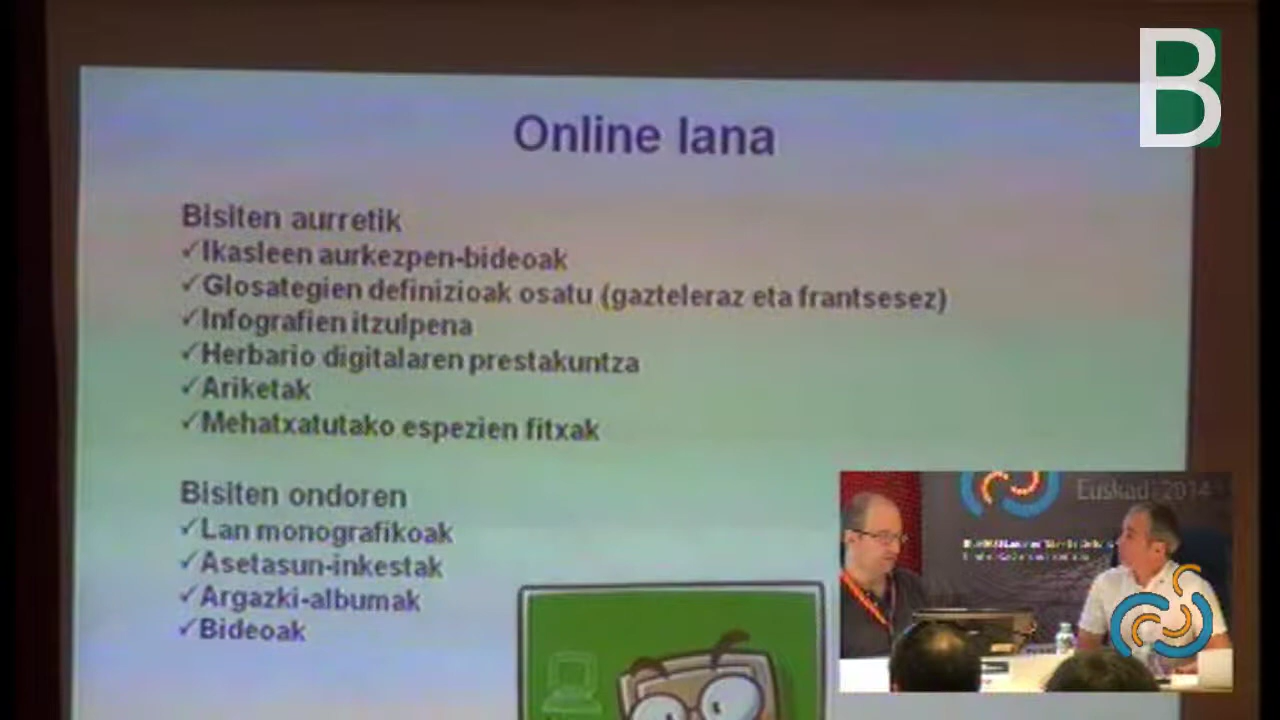 B
Online lana
Bisiten aurretik
✓Ikasleen aurkezpen-bideoak
✓Glosategien definizioak osatu (gazteleraz eta frantsesez)
✓Infografien itzulpena
✓Herbario digitalaren prestakuntza
✓Ariketak
✓Mehatxatutako espezien fitxak
Bisiten ondoren
✓Lan monografikoak
✓Asetasun-inkestak
✓Argazki-albumak
✓Bideoak
Euskadi 2014